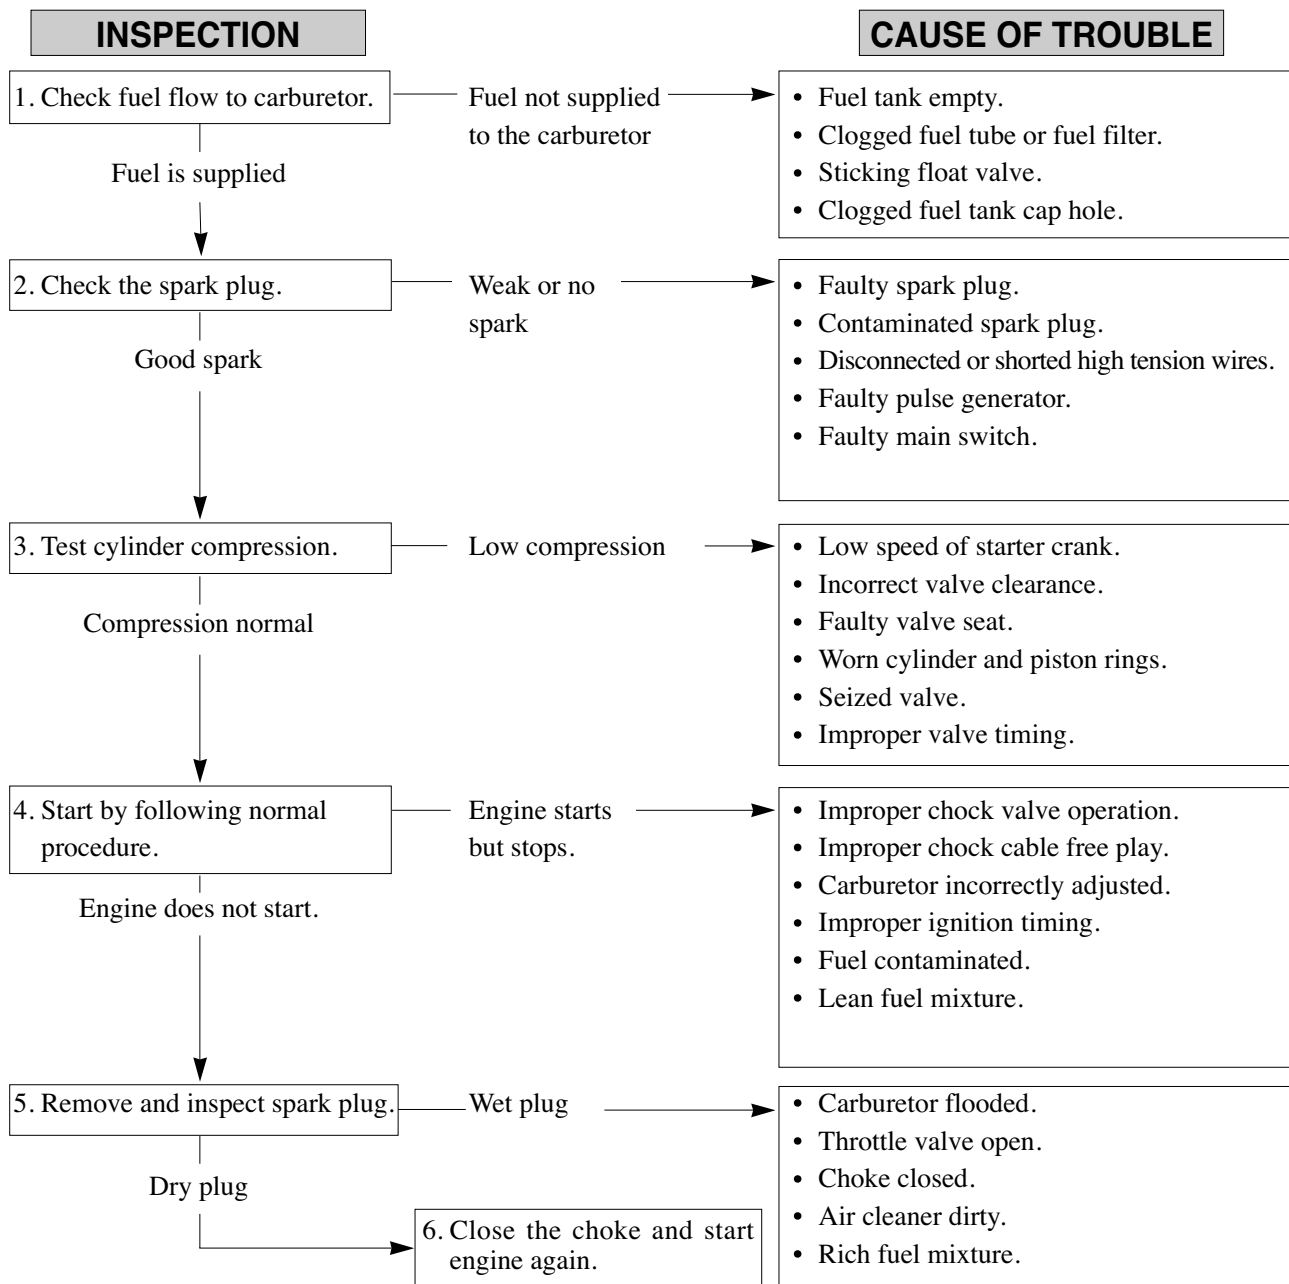 INSPECTION
CAUSE OF TROUBLE
1. Check fuel flow to carburetor.
Fuel not supplied
to the carburetor
• Fuel tank empty.
• Clogged fuel tube or fuel filter.
• Sticking float valve.
• Clogged fuel tank cap hole.
Fuel is supplied
2. Check the spark plug.
Weak or no
spark
• Faulty spark plug.
• Contaminated spark plug.
• Disconnected or shorted high tension wires.
• Faulty pulse generator.
• Faulty main switch.
Good spark
3. Test cylinder compression.
Low compression
• Low speed of starter crank.
• Incorrect valve clearance.
• Faulty valve seat.
• Worn cylinder and piston rings.
• Seized valve.
• Improper valve timing.
Compression normal
4. Start by following normal
procedure.
Engine starts
but stops.
• Improper chock valve operation.
• Improper chock cable free play.
• Carburetor incorrectly adjusted.
• Improper ignition timing.
• Fuel contaminated.
• Lean fuel mixture.
Engine does not start.
5. Remove and inspect spark plug.
Wet plug
• Carburetor flooded.
• Throttle valve open.
• Choke closed.
• Air cleaner dirty.
• Rich fuel mixture.
Dry plug
6. Close the choke and start
engine again.